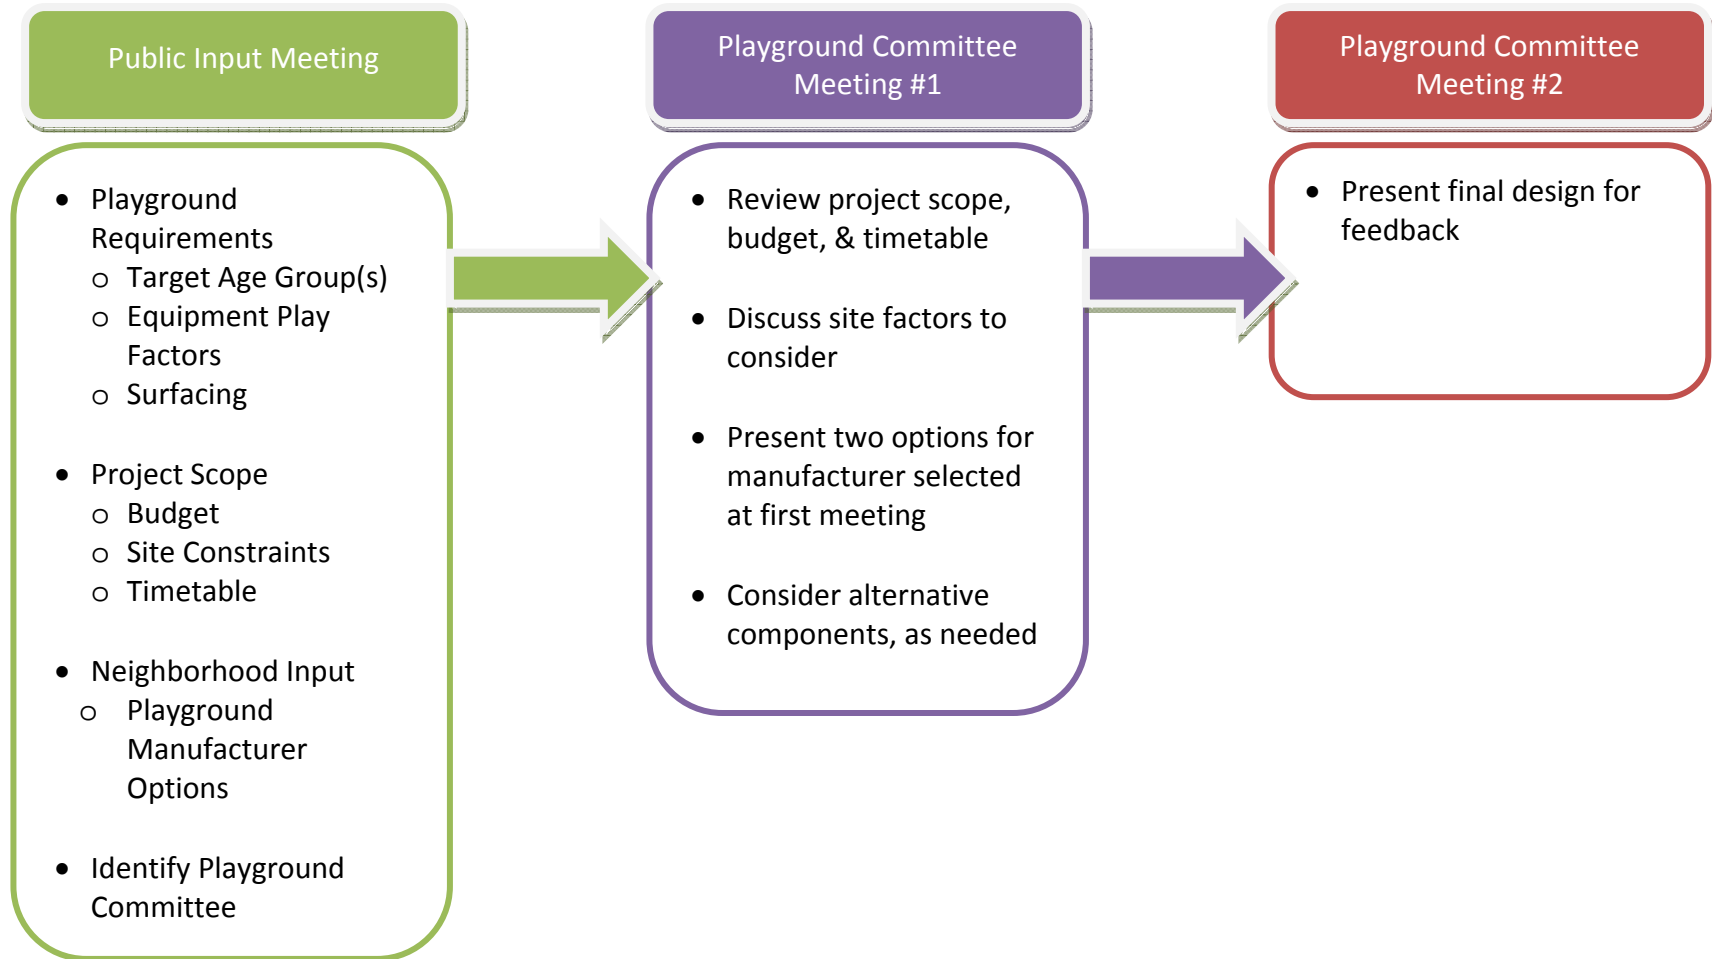 Public Input Meeting
• Playground
Requirements
o Target Age Group(s)
o Equipment Play
Factors
o Surfacing
• Project Scope
o Budget
o Site Constraints
o Timetable
• Neighborhood Input
o Playground
Manufacturer
Options
• Identify Playground
Committee
Playground Committee
Meeting #1
• Review project scope,
budget, & timetable
• Discuss site factors to
consider
• Present two options for
manufacturer selected
at first meeting
• Consider alternative
components, as needed
Playground Committee
Meeting #2
• Present final design for
feedback